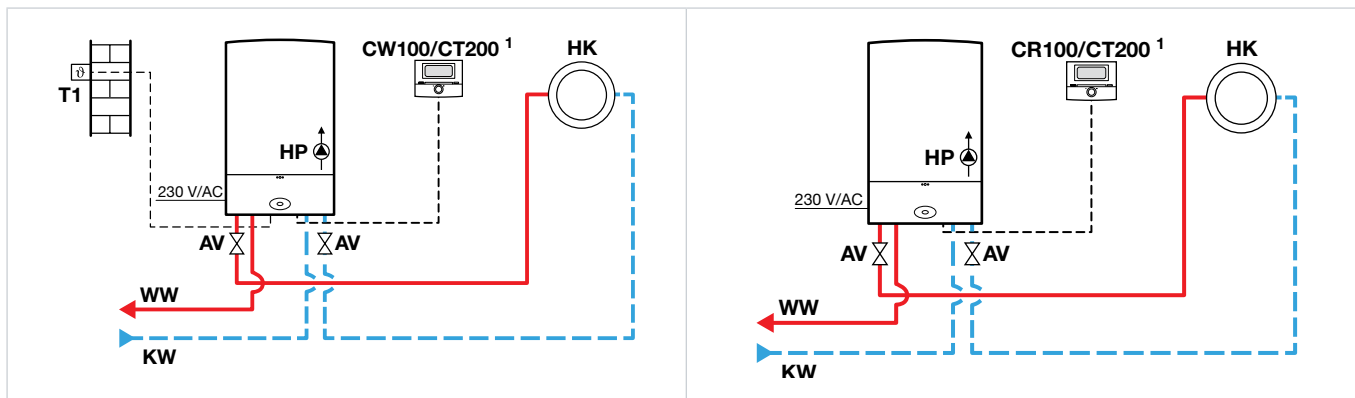 CW100/CT200 ¹
HK
ϑ
T1
HP
230 V/AC
AV
AV
WW
KW
CR100/CT200 ¹
HK
HP
230 V/AC
AV
AV
WW
KW